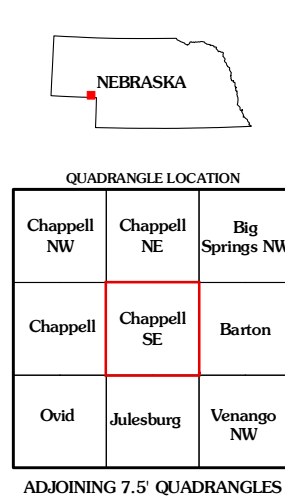 NEBRASKA
QUADRANGLE LOCATION
Chappell
NW
Chappell
NE
Big
Springs NW
Chappell
Chappell
SE
Barton
Ovid
Julesburg
Venango
NW
ADJOINING 7.5' QUADRANGLES